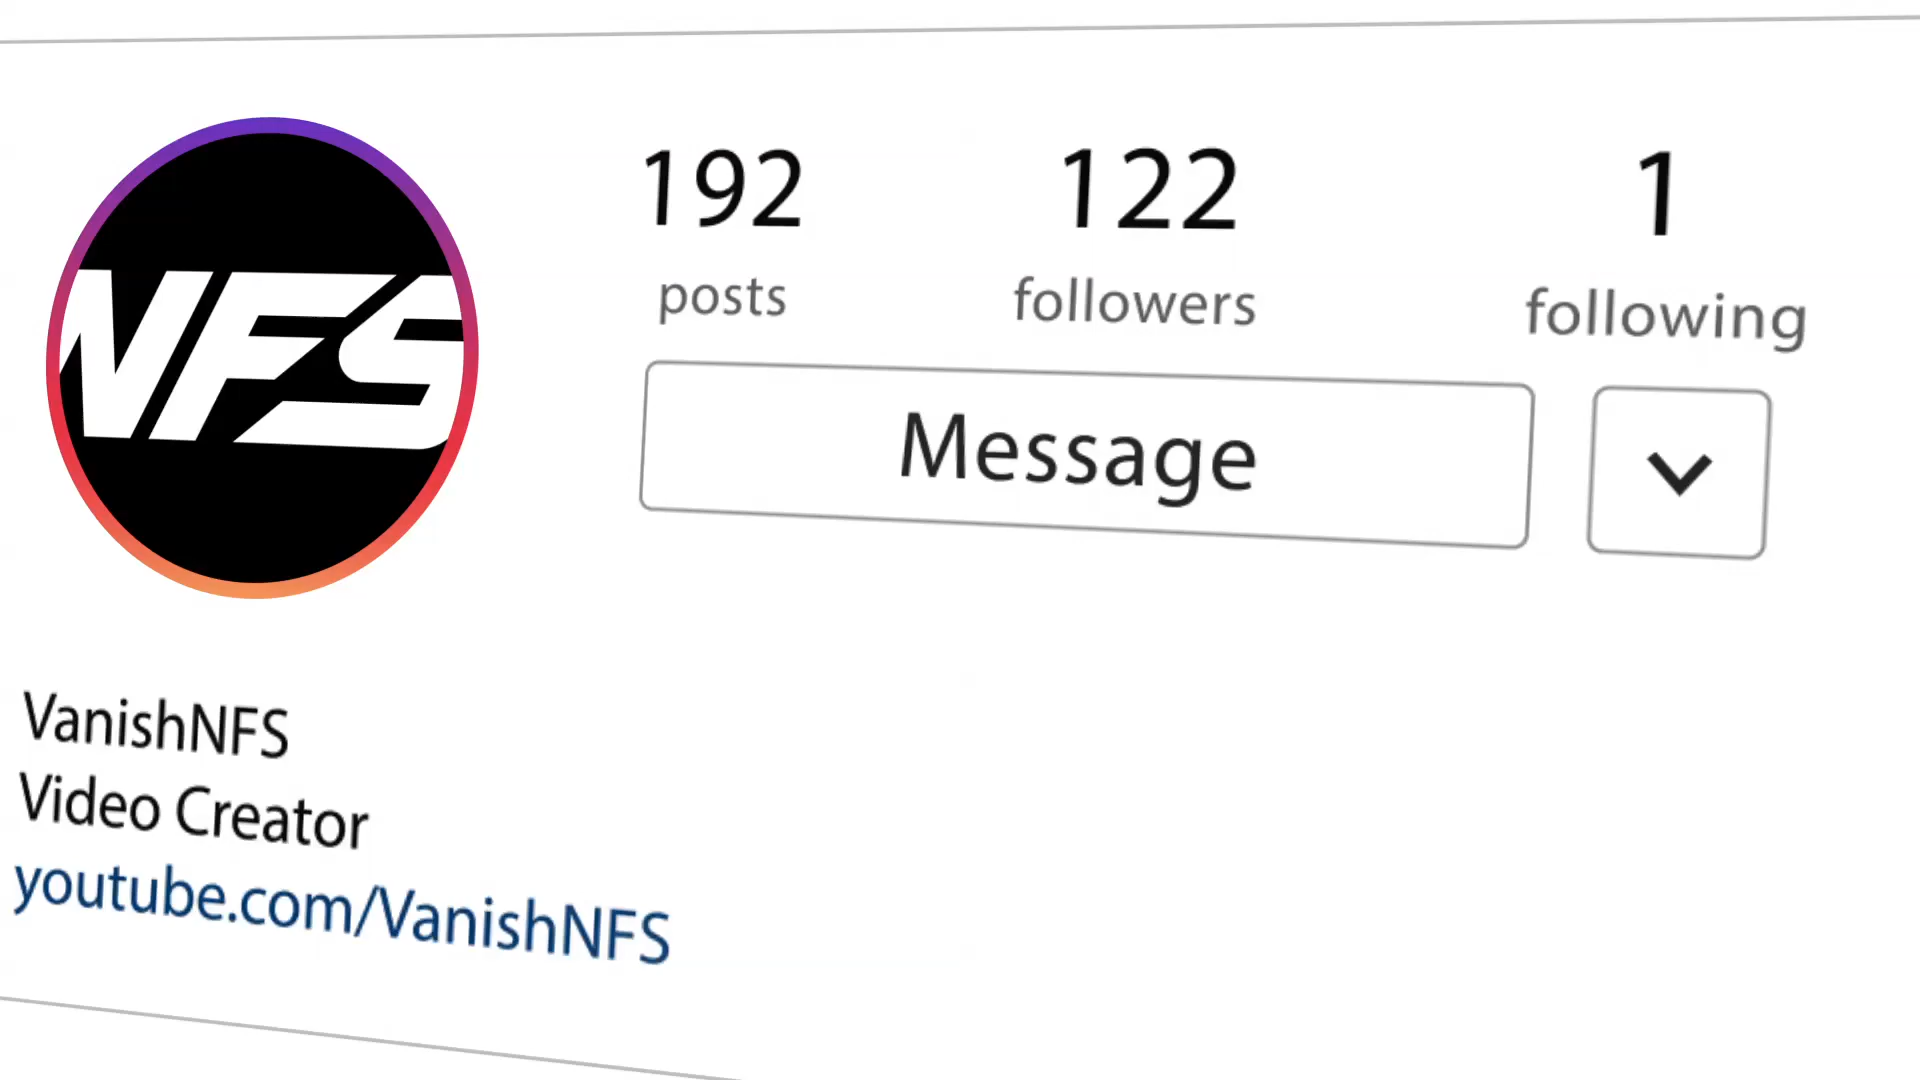 NFS
192 122 1
posts followers following
Message
VanishNFS
Video Creator
youtube.com/VanishNFS